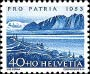 PRO PATRIA 1953
40+10 HELVETIA